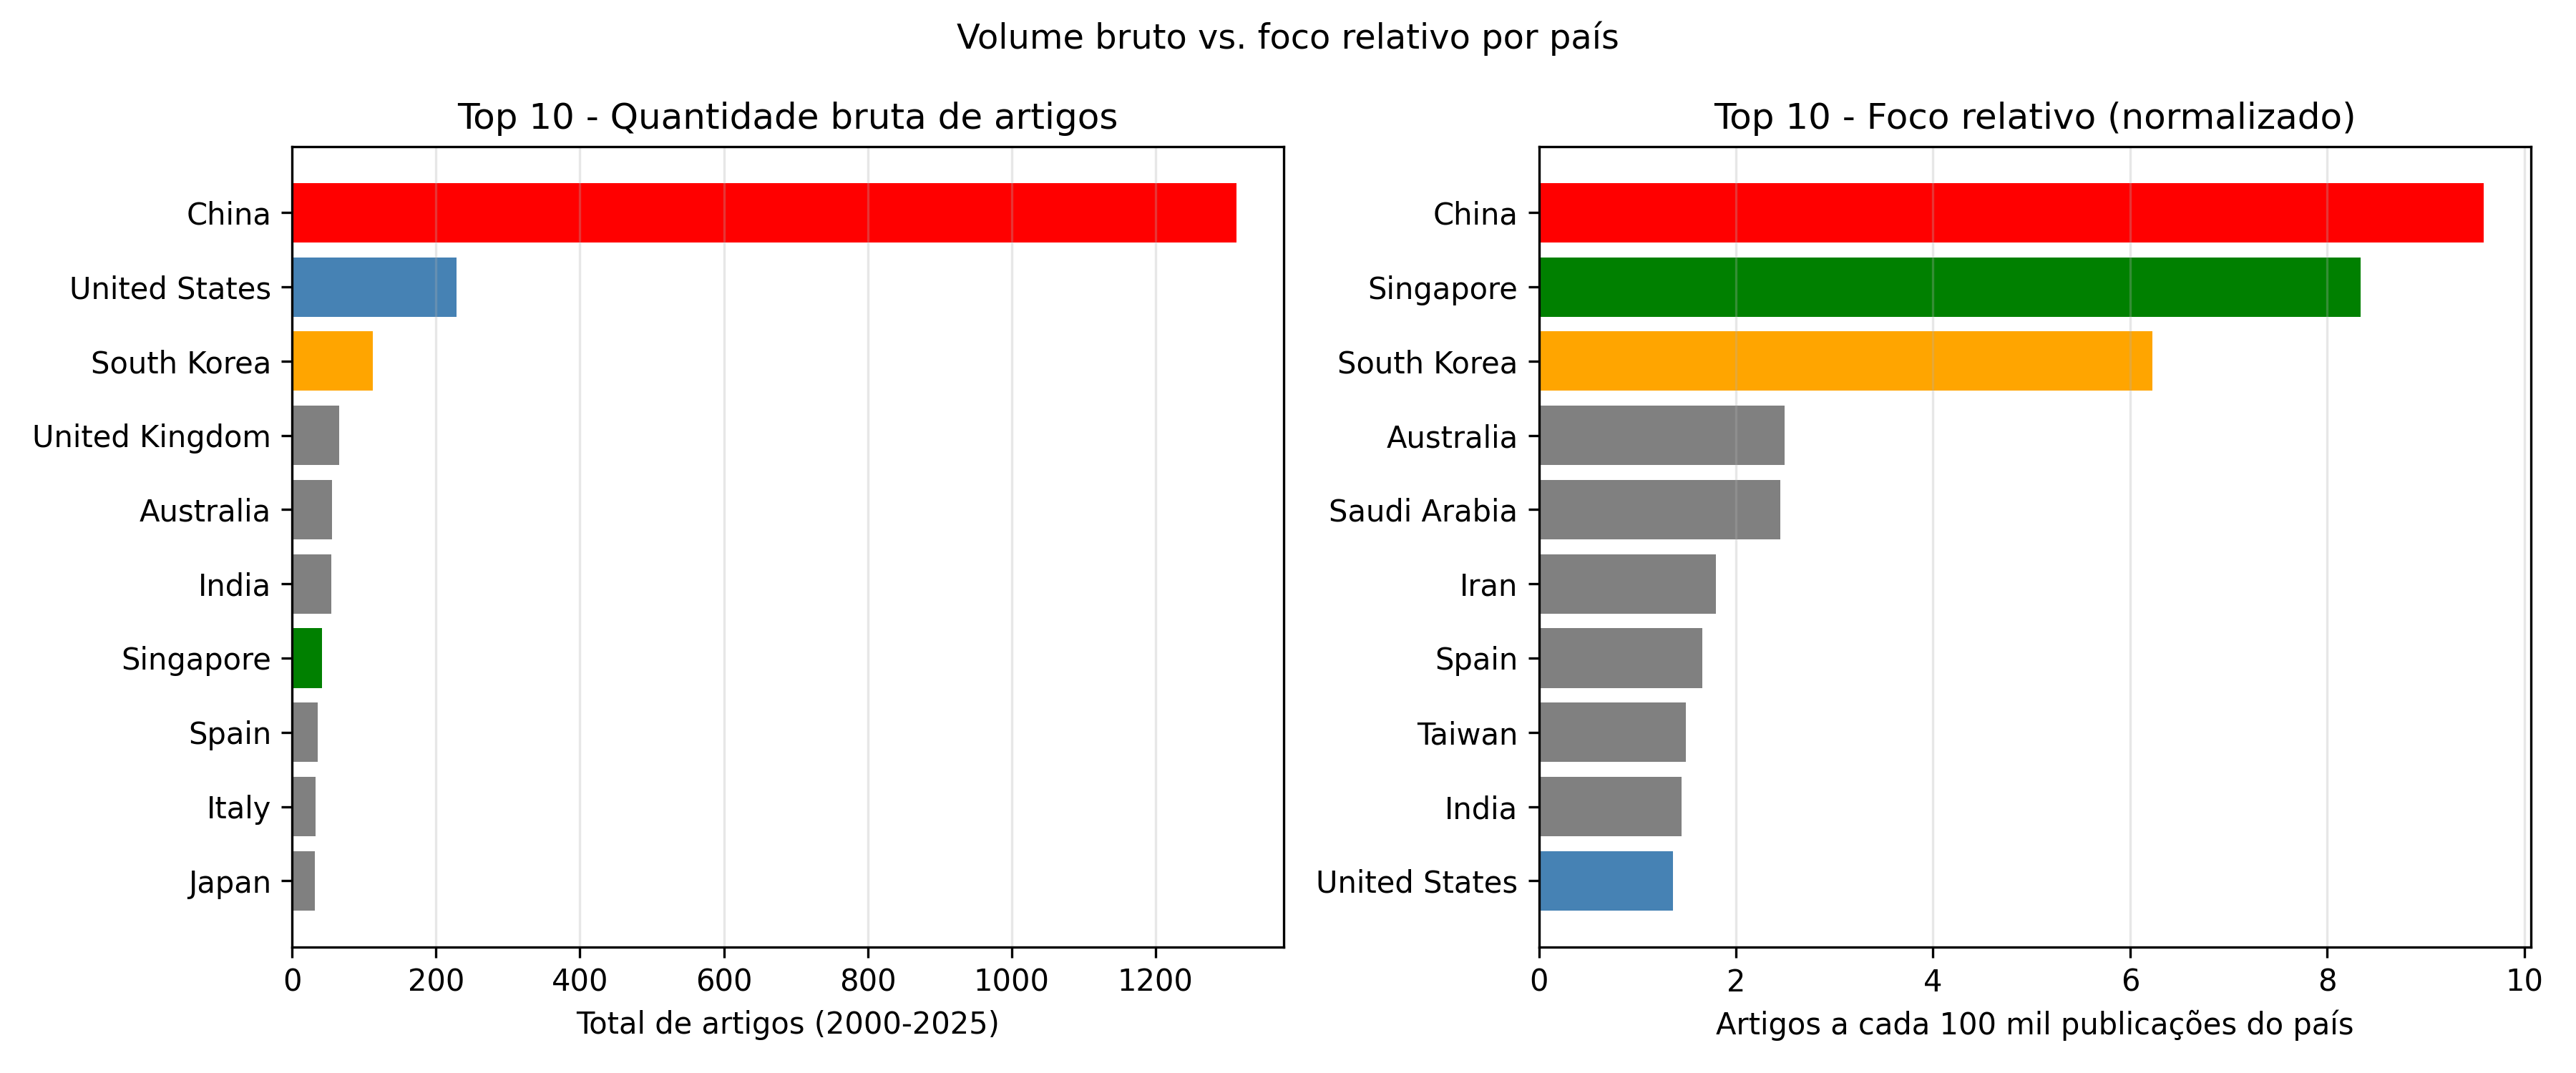 Volume bruto vs. foco relativo por país
Top 10 - Quantidade bruta de artigos
China
United States
South Korea
United Kingdom
Australia
India
Singapore
Spain
Italy
Japan
0 200 400 600 800 1000 1200
Total de artigos (2000-2025)
Top 10 - Foco relativo (normalizado)
China
Singapore
South Korea
Australia
Saudi Arabia
Iran
Spain
Taiwan
India
United States
0 2 4 6 8 10
Artigos a cada 100 mil publicações do país